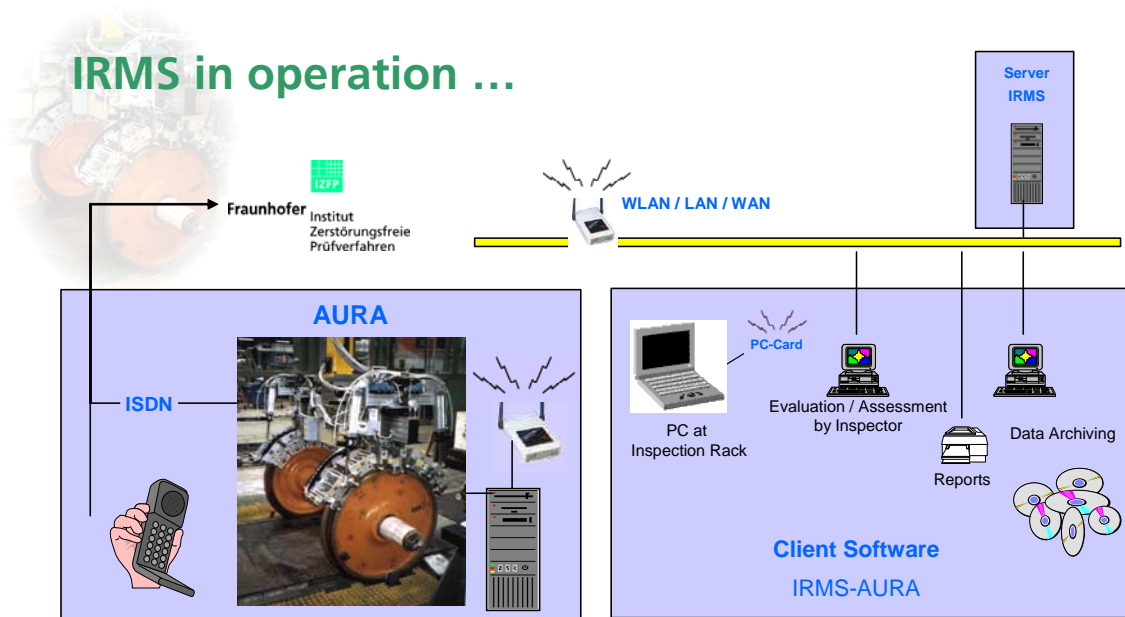 IRMS in operation …
Server
IRMS
IZFP
Fraunhofer
Institut
Zerstörungsfreie
Prüfverfahren
WLAN / LAN / WAN
AURA
ISDN
PC-Card
PC at
Inspection Rack
Evaluation / Assessment
by Inspector
Reports
Data Archiving
Client Software
IRMS-AURA